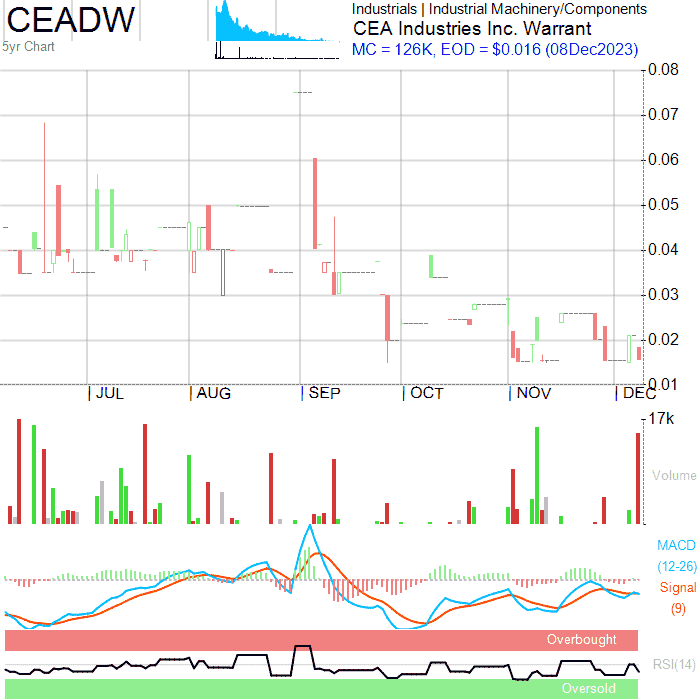 CEADW
5yr Chart
Industrials | Industrial Machinery/Components
CEA Industries Inc. Warrant
MC = 126K, EOD = $0.016 (08Dec2023)
0.08
0.07
0.06
0.05
0.04
0.03
0.02
0.01
JUL
AUG
SEP
OCT
NOV
DEC
17k
Volume
MACD
(12-26)
Signal
(9)
Overbought
RSI(14)
Oversold